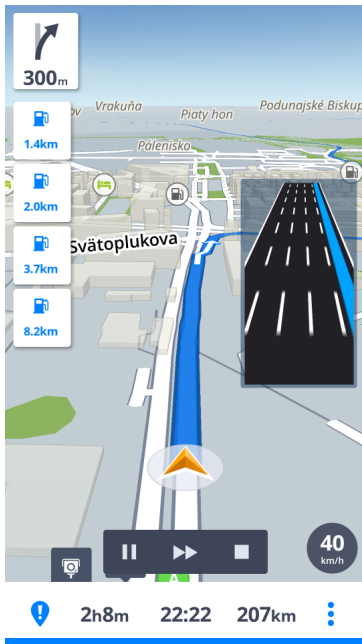 300m
ov
Vrakuňa
Piaty hon
Podunajské Biskup
1.4km
Pálenisko
2.0km
Svätoplukova
3.7km
8.2km
40
km/h
A
2h8m
22:22
207km